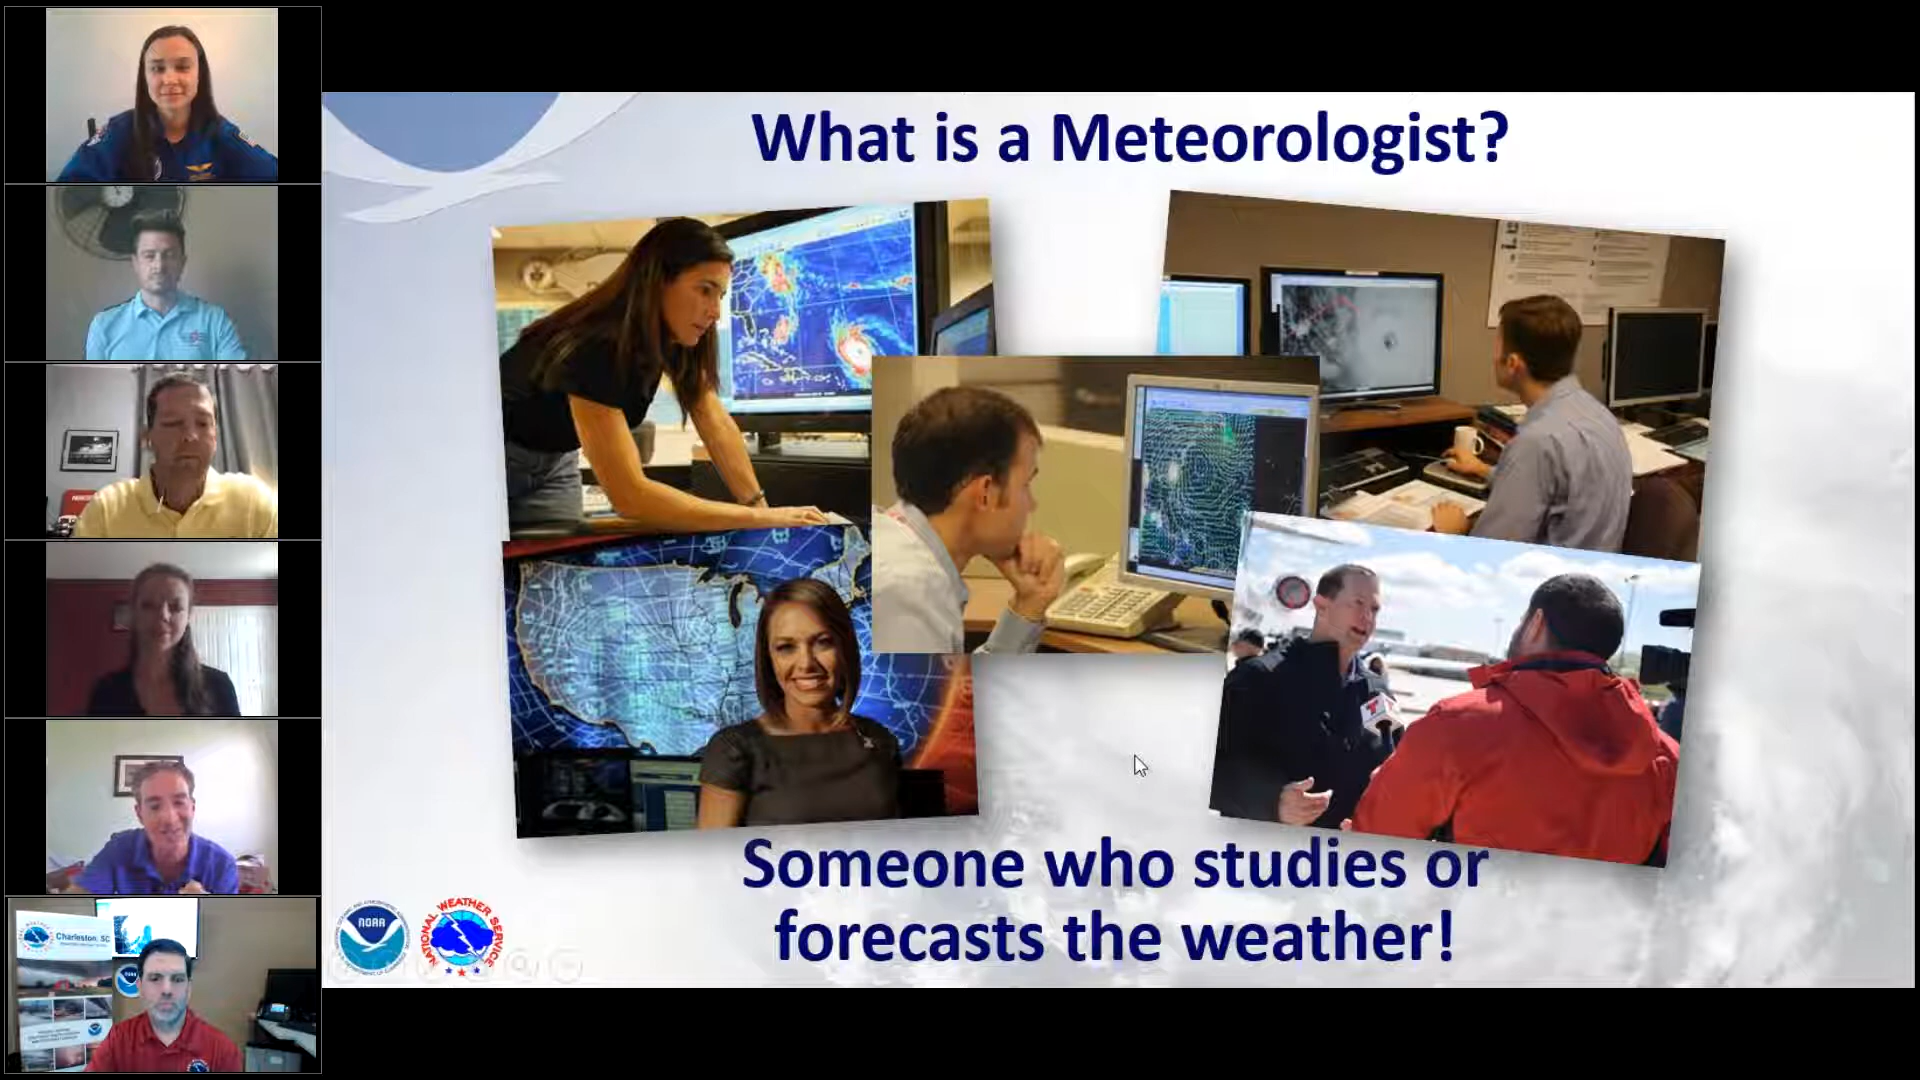 What is a Meteorologist?
Someone who studies or
forecasts the weather!
NOAA
NATIONAL WEATHER SERVICE
Charleston, SC